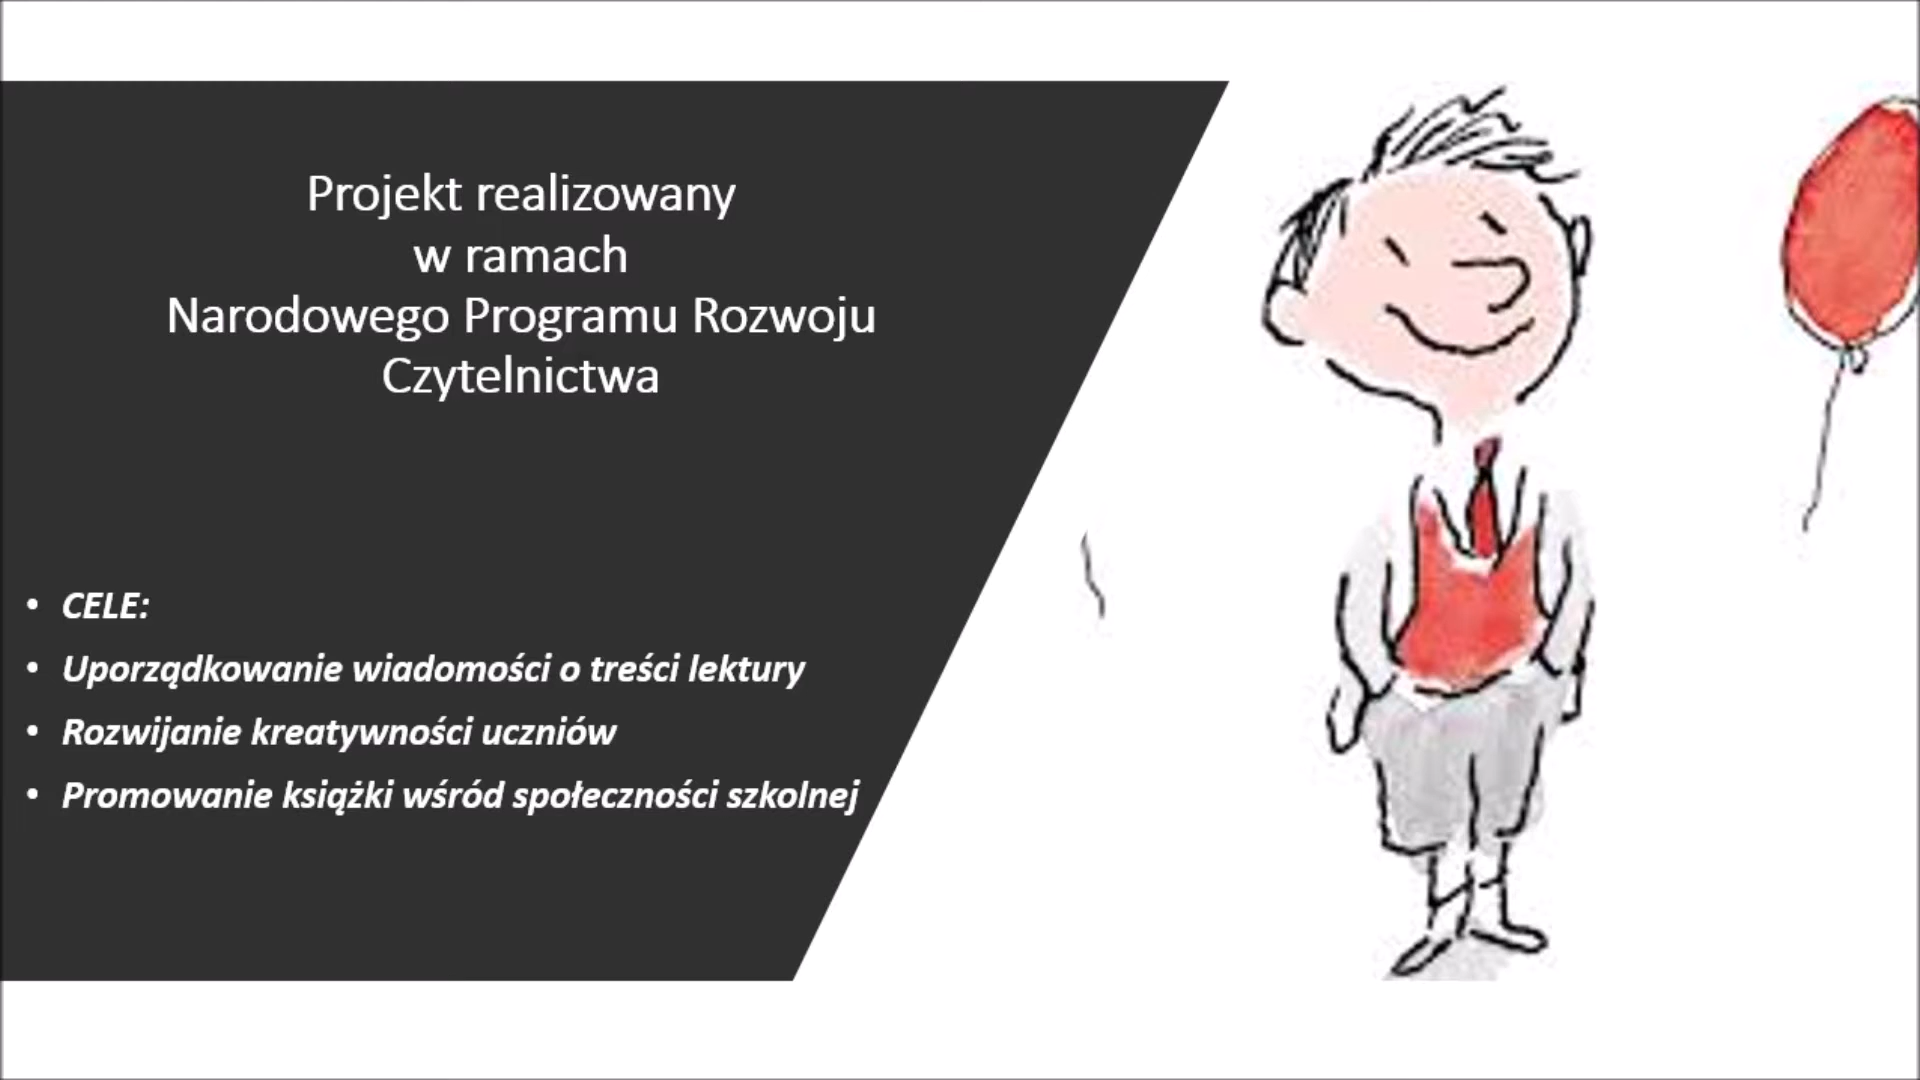 Projekt realizowany
w ramach
Narodowego Programu Rozwoju
Czytelnictwa
• CELE:
• Uporządkowanie wiadomości o treści lektury
• Rozwijanie kreatywności uczniów
• Promowanie książki wśród społeczności szkolnej